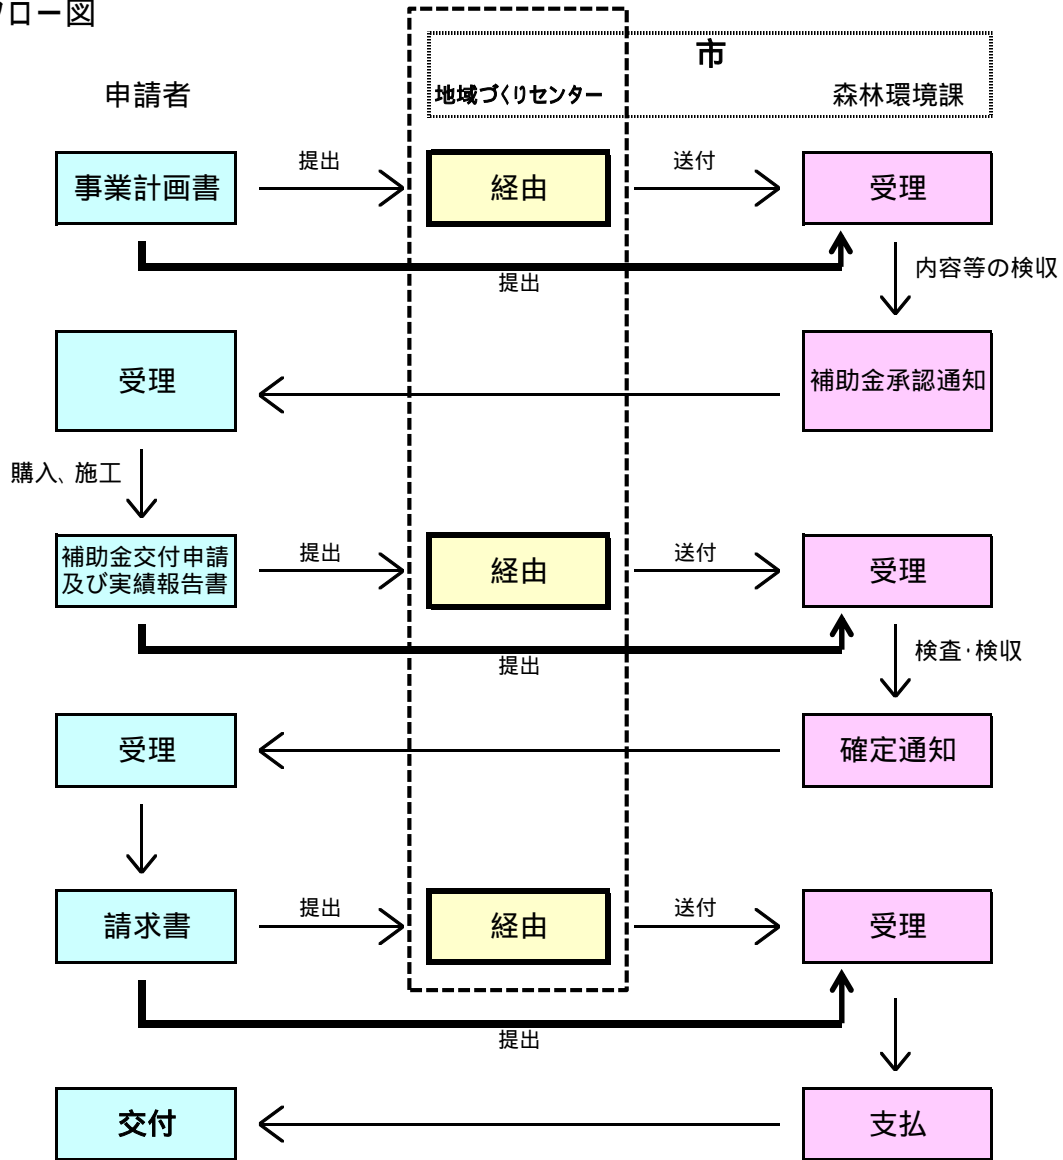 フロー図
市
申請者
地域づくりセンター
森林環境課
提出
送付
事業計画書
経由
受理
提出
内容等の検収
受理
補助金承認通知
購入、施工
提出
送付
補助金交付申請
及び実績報告書
経由
受理
提出
検査・検収
受理
確定通知
提出
送付
請求書
経由
受理
提出
交付
支払